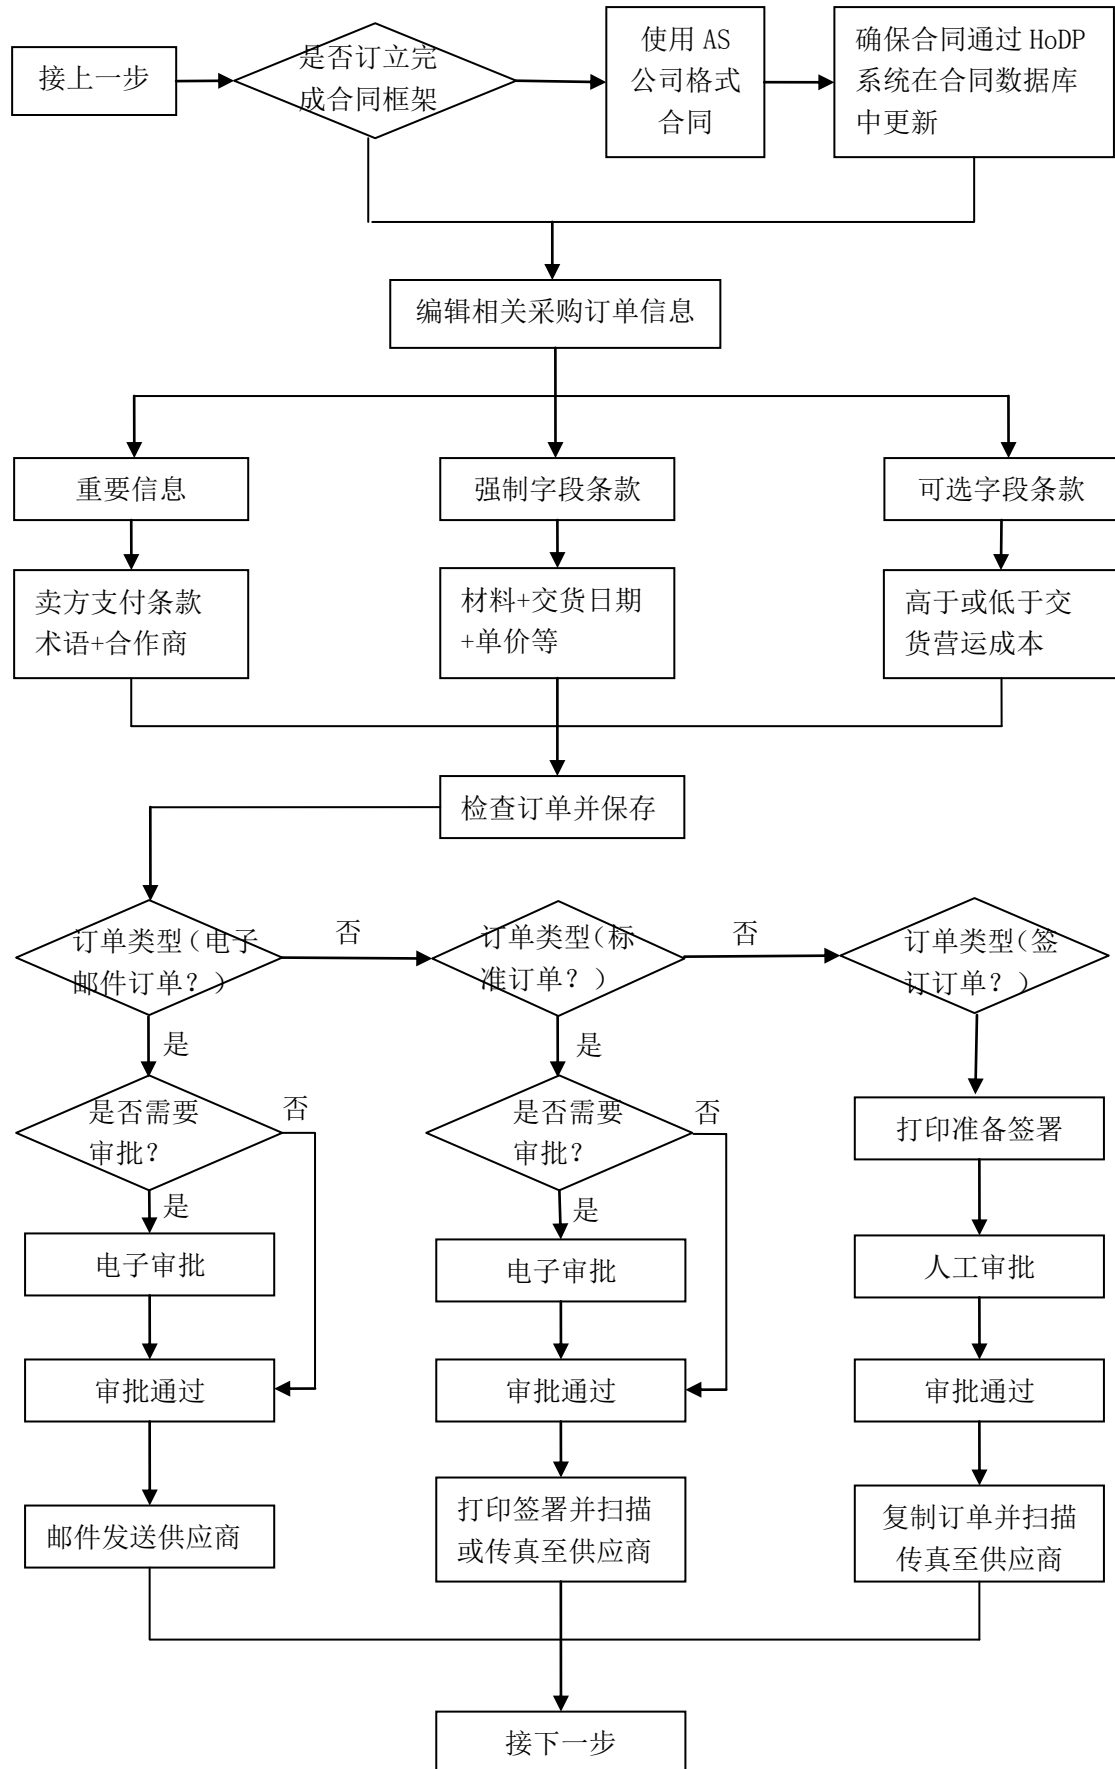 接上一步
是否订立完
成合同框架
使用 AS
公司格式
合同
确保合同通过 HoDP
系统在合同数据库
中更新
编辑相关采购订单信息
重要信息
强制字段条款
可选字段条款
卖方支付条款
术语+合作商
材料+交货日期
+单价等
高于或低于交
货营运成本
检查订单并保存
订单类型（电子
邮件订单？）
否
订单类型（标
准订单？）
否
订单类型（签
订订单？）
是
是
是否需要
审批？
否
是否需要
审批？
否
打印准备签署
是
是
电子审批
电子审批
人工审批
审批通过
审批通过
审批通过
邮件发送供应商
打印签署并扫描
或传真至供应商
复制订单并扫描
传真至供应商
接下一步